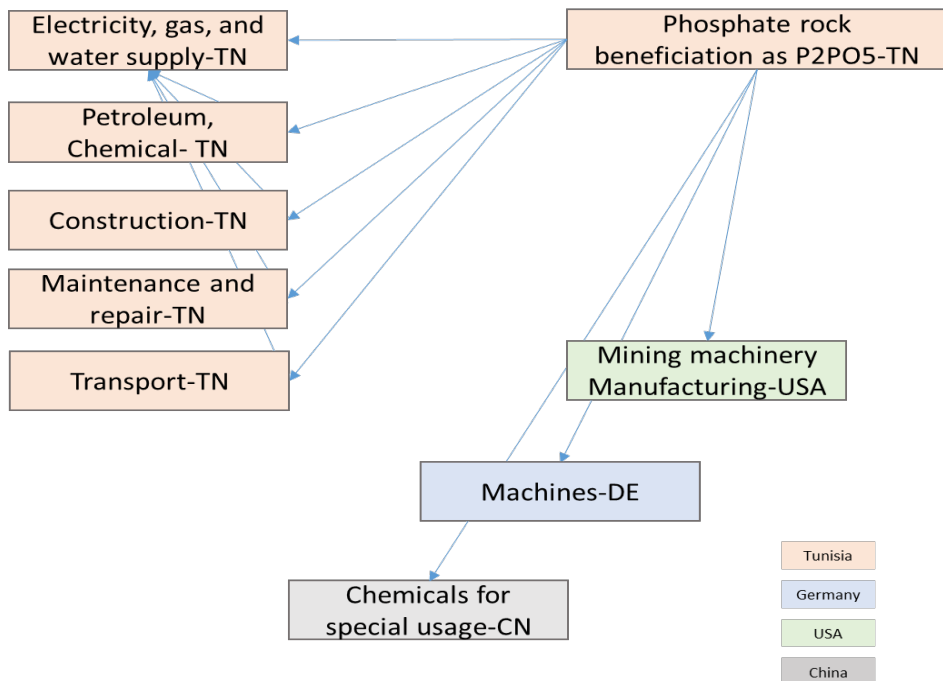 Electricity, gas, and
water supply-TN
Phosphate rock
beneficiation as P2PO5-TN
Petroleum,
Chemical- TN
Construction-TN
Maintenance and
repair-TN
Transport-TN
Mining machinery
Manufacturing-USA
Machines-DE
Chemicals for
special usage-CN
Tunisia
Germany
USA
China